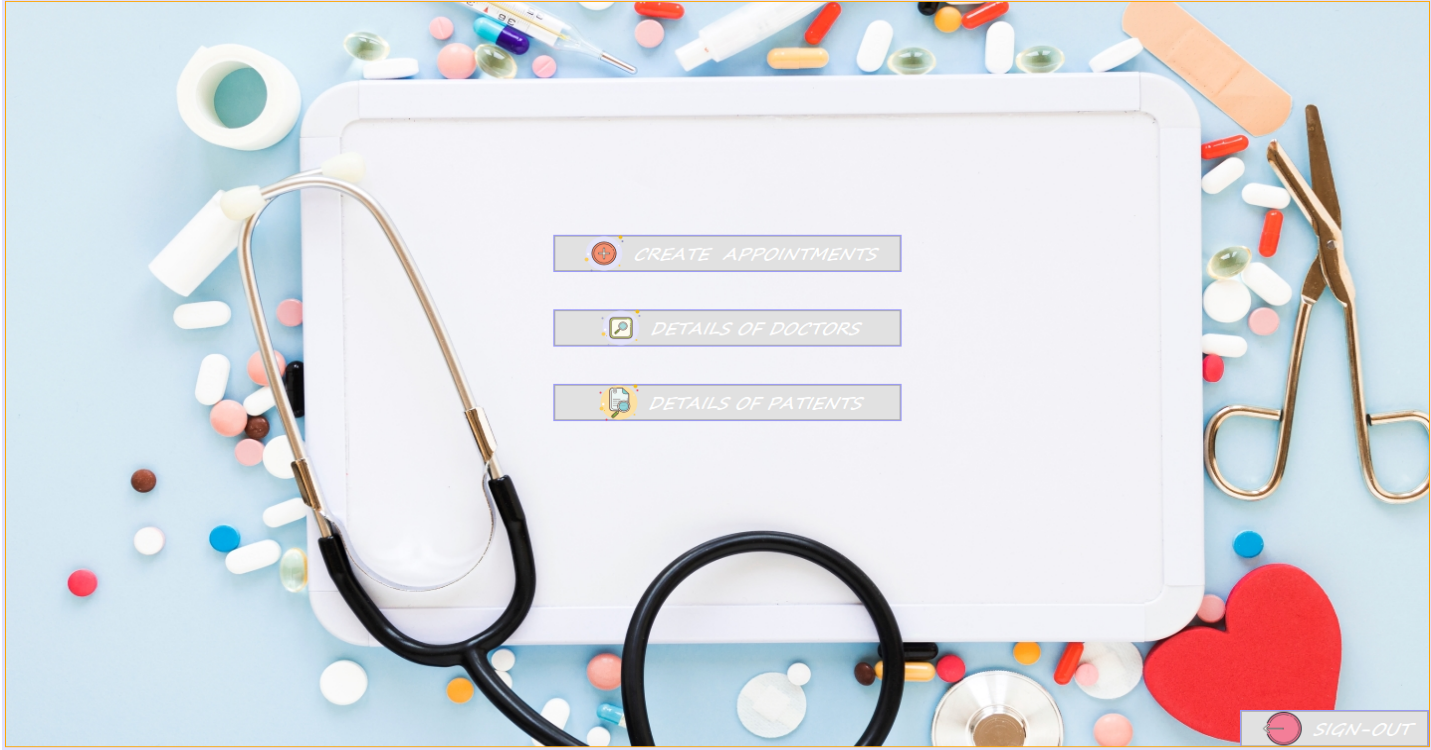 CREATE APPOINTMENTS
DETAILS OF DOCTORS
DETAILS OF PATIENTS
SIGN-OUT